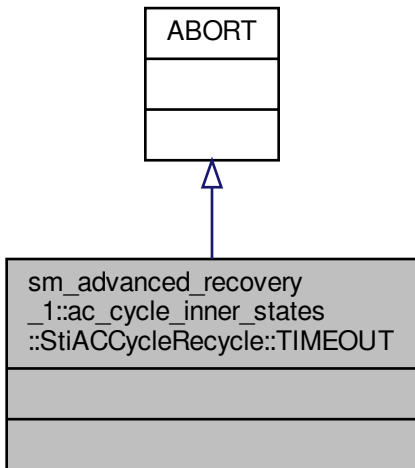 ABORT
sm_advanced_recovery
_1::ac_cycle_inner_states
::StiACCycleRecycle::TIMEOUT